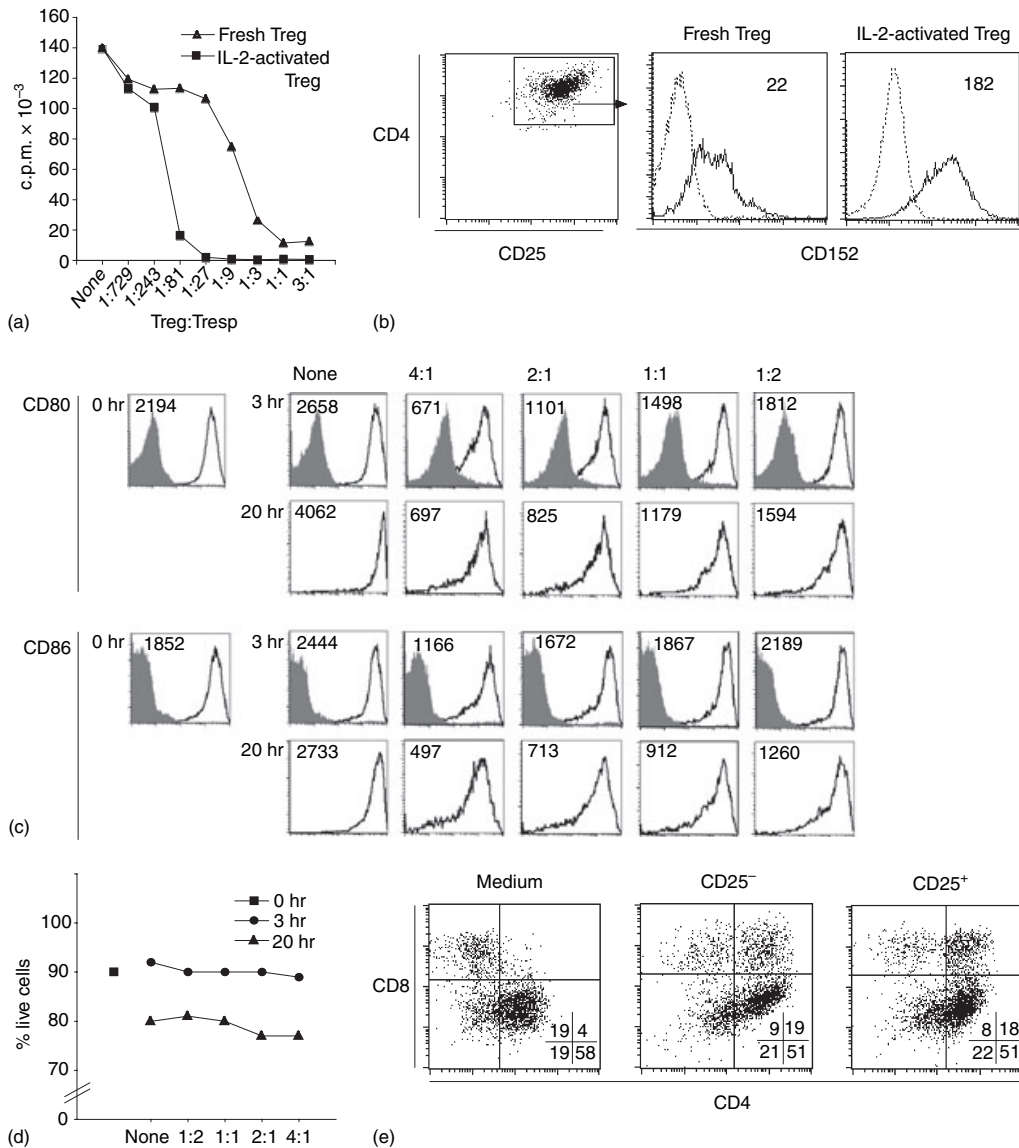 160
140
120
100
80
60
40
20
0
c.p.m. × 10⁻³
Fresh Treg
IL-2-activated
Treg
None
1:729
1:243
1:81
1:27
1:9
1:3
1:1
3:1
Treg:Tresp
(a)
CD4
CD25
Fresh Treg
22
IL-2-activated Treg
182
CD152
(b)
None 4:1 2:1 1:1 1:2
CD80 0 hr 2194 3 hr 2658 671 1101 1498 1812
20 hr 4062 697 825 1179 1594
CD86 0 hr 1852 3 hr 2444 1166 1672 1867 2189
20 hr 2733 497 713 912 1260
(c)
% live cells
100
90
80
70
0
0 hr
3 hr
20 hr
None 1:2 1:1 2:1 4:1
(d)
Medium CD25⁻ CD25⁺
CD8
19 4
19 58
9 19
21 51
8 18
22 51
CD4
(e)